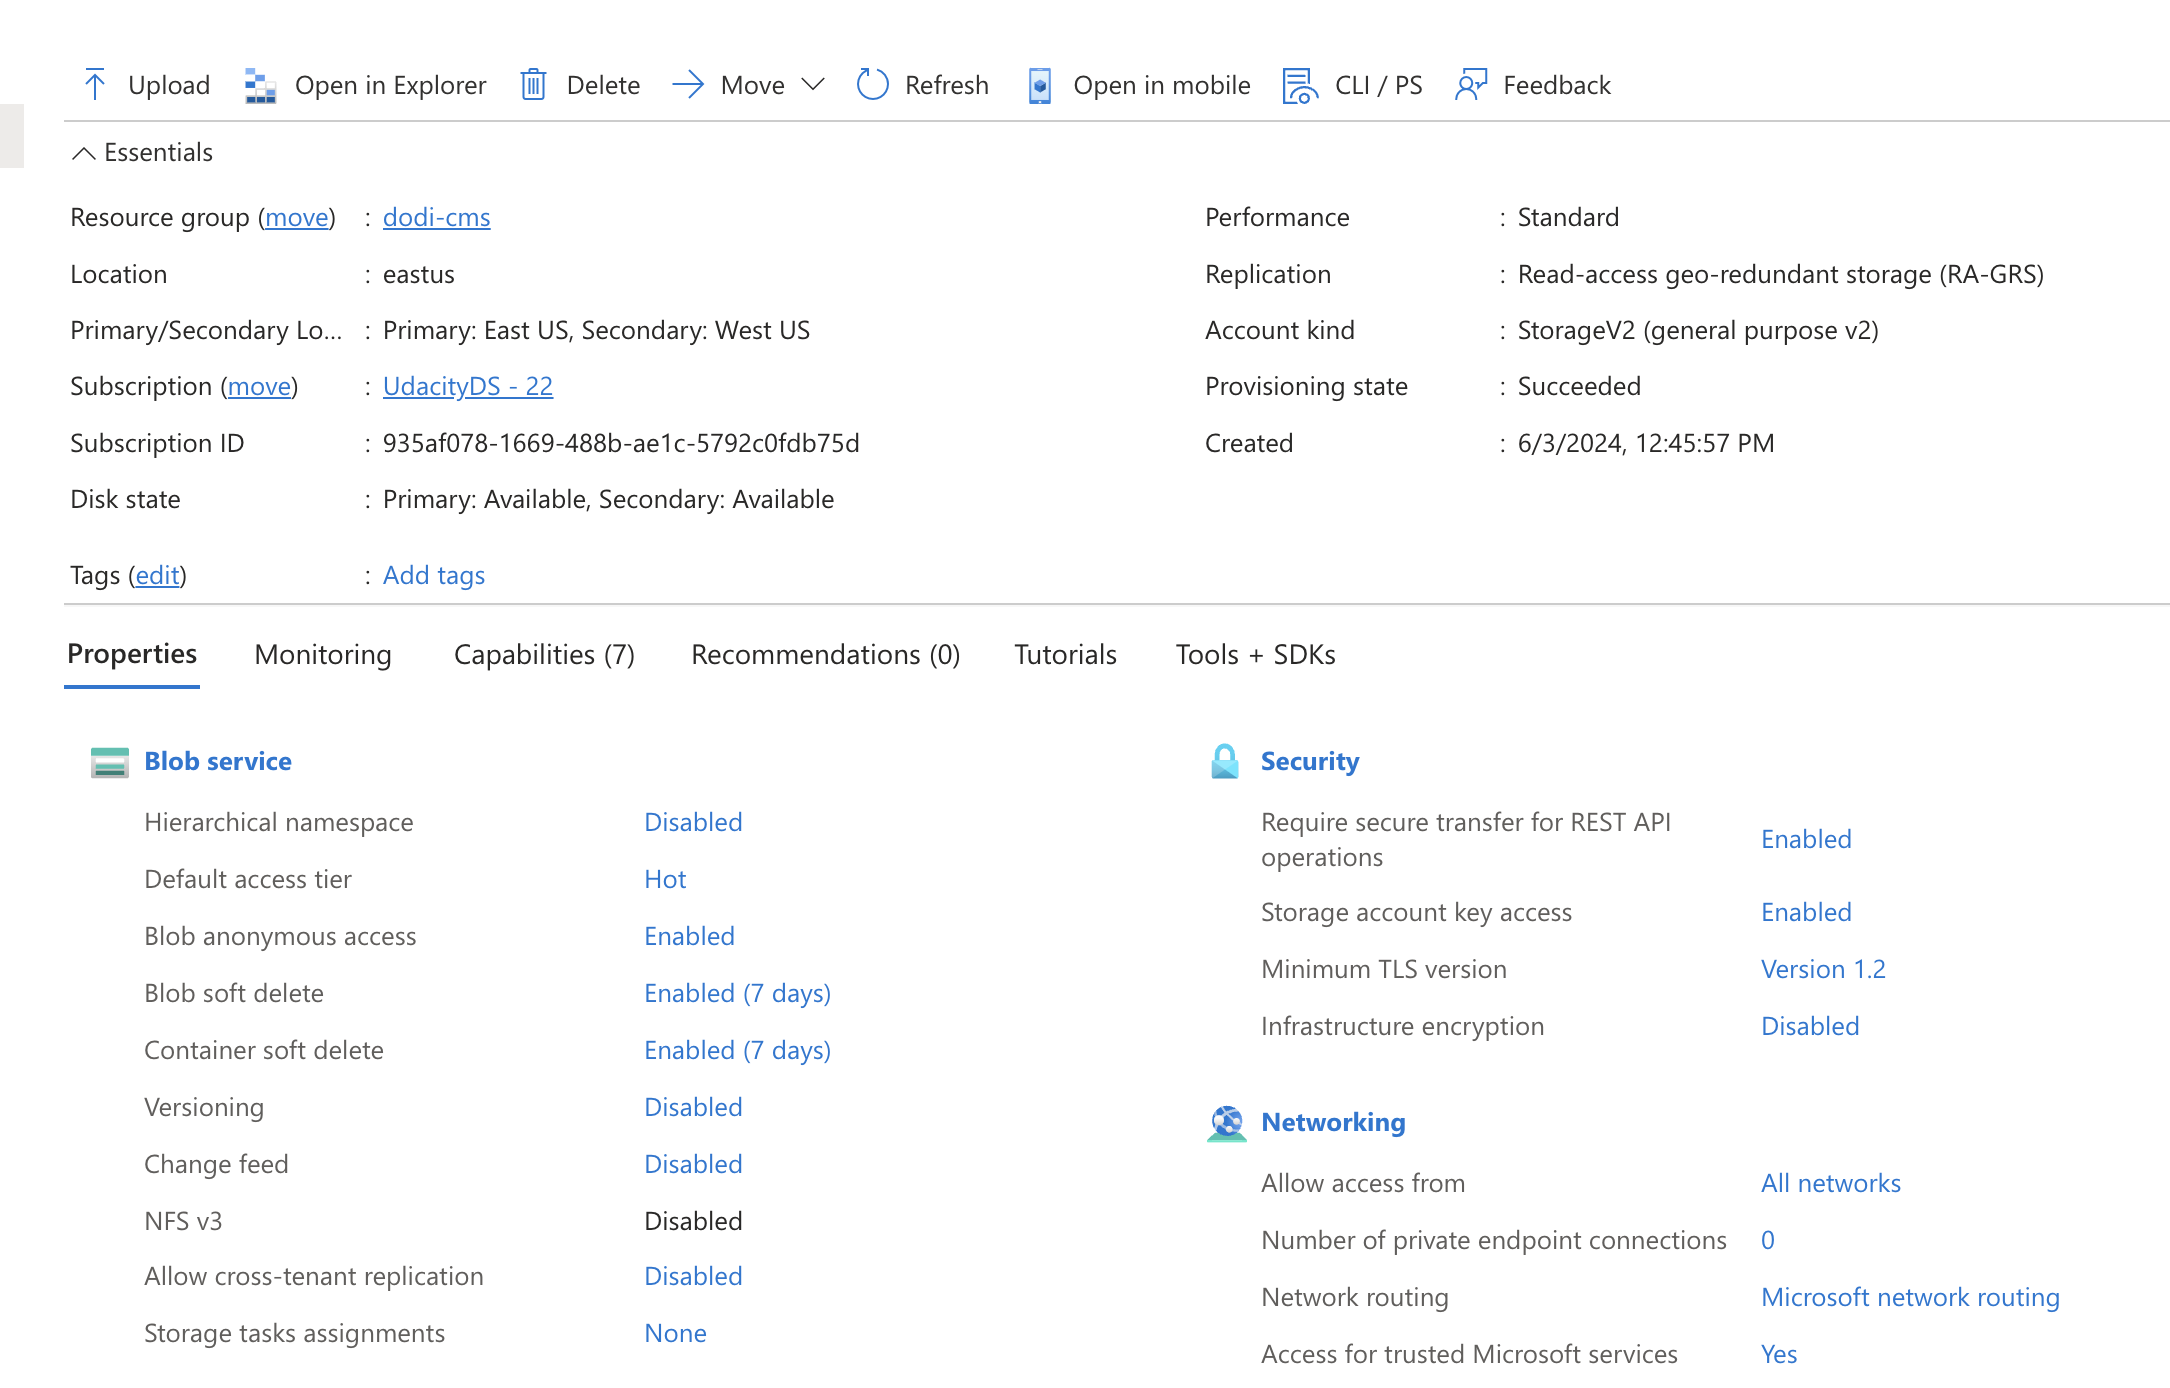 Upload Open in Explorer Delete Move Refresh Open in mobile CLI / PS Feedback
Essentials
Resource group (move) : dodi-cms
Location : eastus
Primary/Secondary Lo... : Primary: East US, Secondary: West US
Subscription (move) : UdacityDS - 22
Subscription ID : 935af078-1669-488b-ae1c-5792c0fdb75d
Disk state : Primary: Available, Secondary: Available
Tags (edit) : Add tags
Performance : Standard
Replication : Read-access geo-redundant storage (RA-GRS)
Account kind : StorageV2 (general purpose v2)
Provisioning state : Succeeded
Created : 6/3/2024, 12:45:57 PM
Properties Monitoring Capabilities (7) Recommendations (0) Tutorials Tools + SDKs
Blob service
Hierarchical namespace Disabled
Default access tier Hot
Blob anonymous access Enabled
Blob soft delete Enabled (7 days)
Container soft delete Enabled (7 days)
Versioning Disabled
Change feed Disabled
NFS v3 Disabled
Allow cross-tenant replication Disabled
Storage tasks assignments None
Security
Require secure transfer for REST API
operations Enabled
Storage account key access Enabled
Minimum TLS version Version 1.2
Infrastructure encryption Disabled
Networking
Allow access from All networks
Number of private endpoint connections 0
Network routing Microsoft network routing
Access for trusted Microsoft services Yes